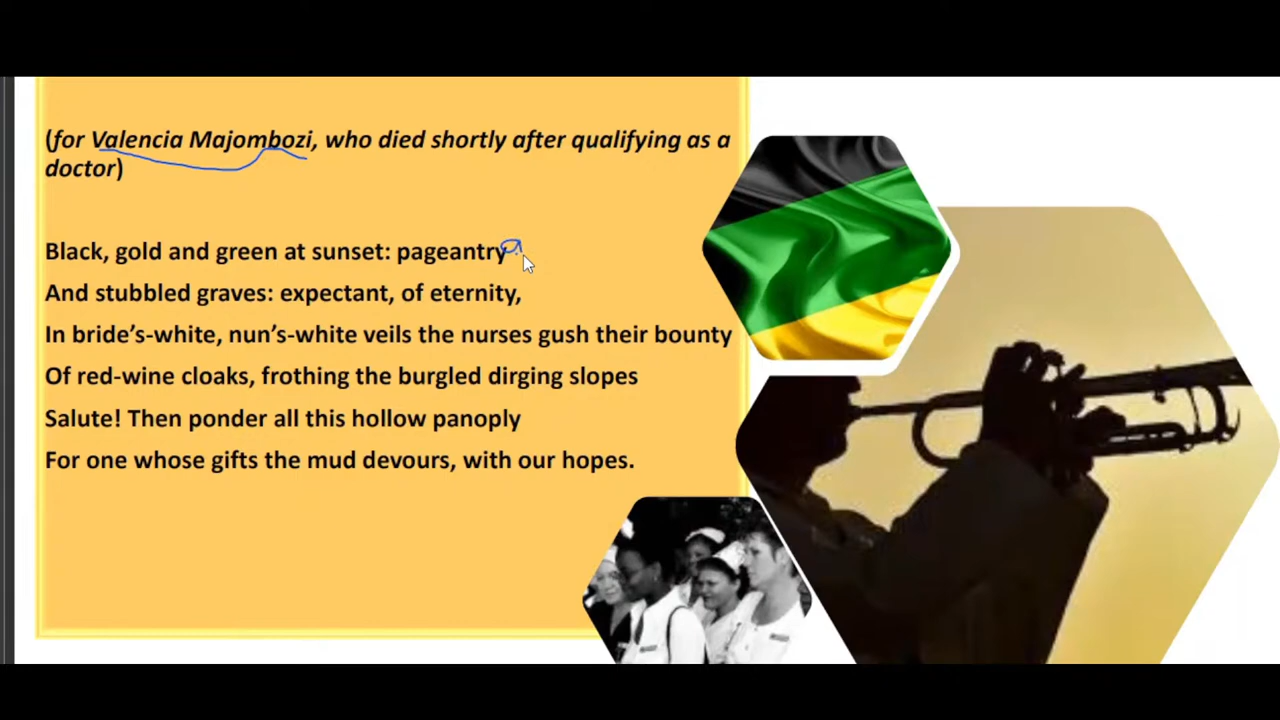 (for Valencia Majombozi, who died shortly after qualifying as a
doctor)
Black, gold and green at sunset: pageantry
And stubbled graves: expectant, of eternity,
In bride’s-white, nun’s-white veils the nurses gush their bounty
Of red-wine cloaks, frothing the burgled dirging slopes
Salute! Then ponder all this hollow panoply
For one whose gifts the mud devours, with our hopes.